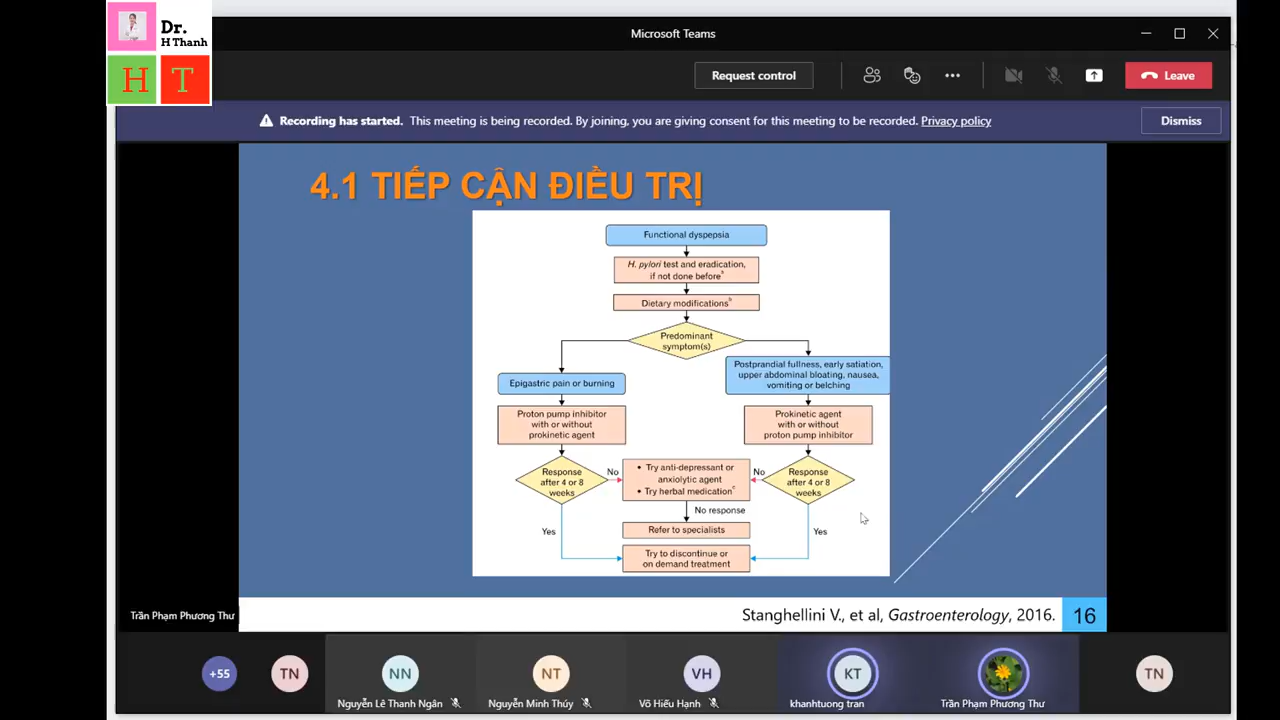 Dr.
H Thanh
H T
Microsoft Teams
Request control
Leave
Recording has started. This meeting is being recorded. By joining, you are giving consent for this meeting to be recorded. Privacy policy
Dismiss
4.1 TIẾP CẬN ĐIỀU TRỊ
Functional dyspepsia
H. pylori test and eradication,
if not done before a
Dietary modifications b
Predominant
symptom(s)
Epigastric pain or burning
Postprandial fullness, early satiation,
upper abdominal bloating, nausea,
vomiting or belching
Proton pump inhibitor
with or without
prokinetic agent
Prokinetic agent
with or without
proton pump inhibitor
Response
after 4 or 8
weeks
No
• Try anti-depressant or
anxiolytic agent
• Try herbal medication c
No
Response
after 4 or 8
weeks
No response
Yes
Refer to specialists
Yes
Try to discontinue or
on demand treatment
Stanghellini V., et al, Gastroenterology, 2016.
16
Trần Phạm Phương Thư
+55
TN
NN
Nguyễn Lê Thanh Ngân
NT
Nguyễn Minh Thúy
VH
Võ Hiếu Hạnh
KT
khanhtuong tran
Trần Phạm Phương Thư
TN